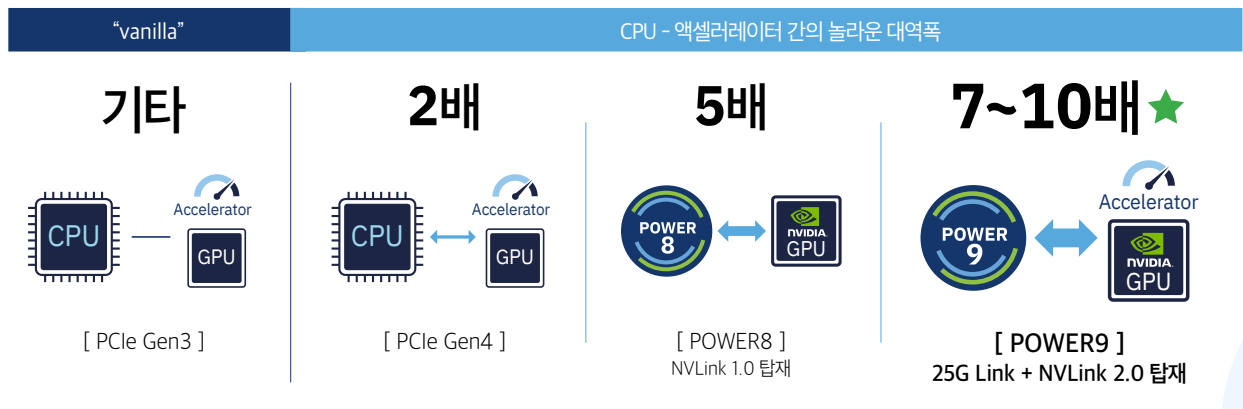 “vanilla”
CPU – 액셀러레이터 간의 놀라운 대역폭
기타
2배
5배
7~10배
Accelerator
CPU
GPU
[ PCIe Gen3 ]
Accelerator
CPU
GPU
[ PCIe Gen4 ]
POWER
8
NVIDIA
GPU
[ POWER8 ]
NVLink 1.0 탑재
Accelerator
POWER
9
NVIDIA
GPU
[ POWER9 ]
25G Link + NVLink 2.0 탑재